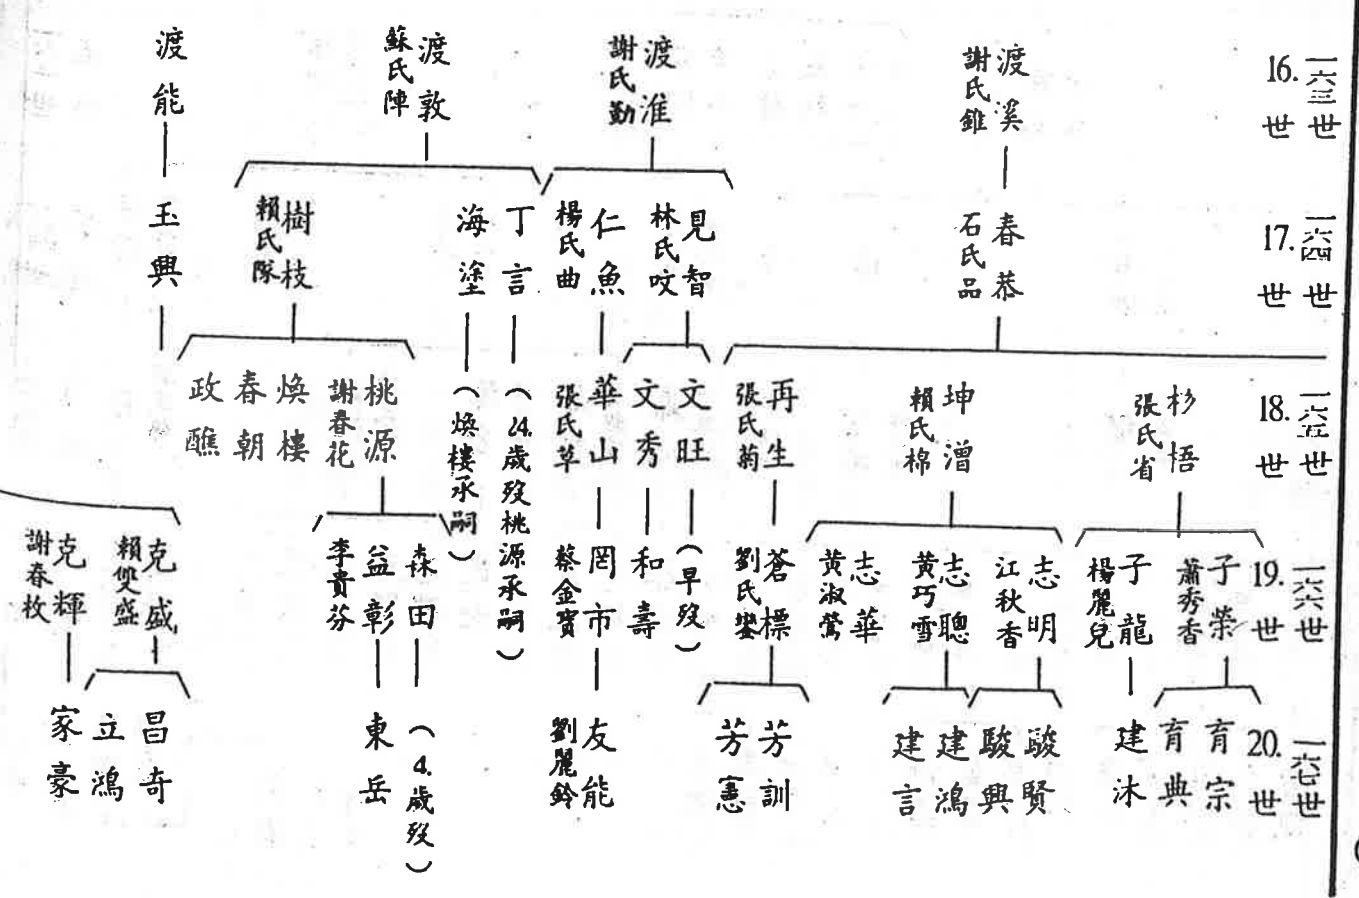 一六三世
16.世
渡溪
謝氏錐
渡淮
謝氏勤
渡敦
蘇氏陣
渡能
一六四世
17.世
春恭
石氏品
見智
林氏呅
仁魚
楊氏曲
丁言
海塗
樹枝
賴氏隊
玉興
一六五世
18.世
杉悟
張氏省
坤潧
賴氏棉
再生
張氏菊
文旺
文秀
華山
張氏草
(24.歲歿桃源承嗣)
(煥樓承嗣)
桃源
謝春花
煥樓
春朝
政醮
一六六世
19.世
子榮
蕭秀香
子龍
楊麗兒
志明
江秋香
志聰
黃巧雪
志華
黃淑鶯
蒼標
劉氏
(早歿)
和壽
罔市
蔡金寶
森田
益彰
李貴芬
克盛
賴雙盛
克輝
謝春枚
一六七世
20.世
育宗
育典
建沐
駿賢
駿興
建鴻
建言
芳訓
芳憲
友能
劉麗鈴
(4.歲歿)
東岳
昌奇
立鴻
家豪